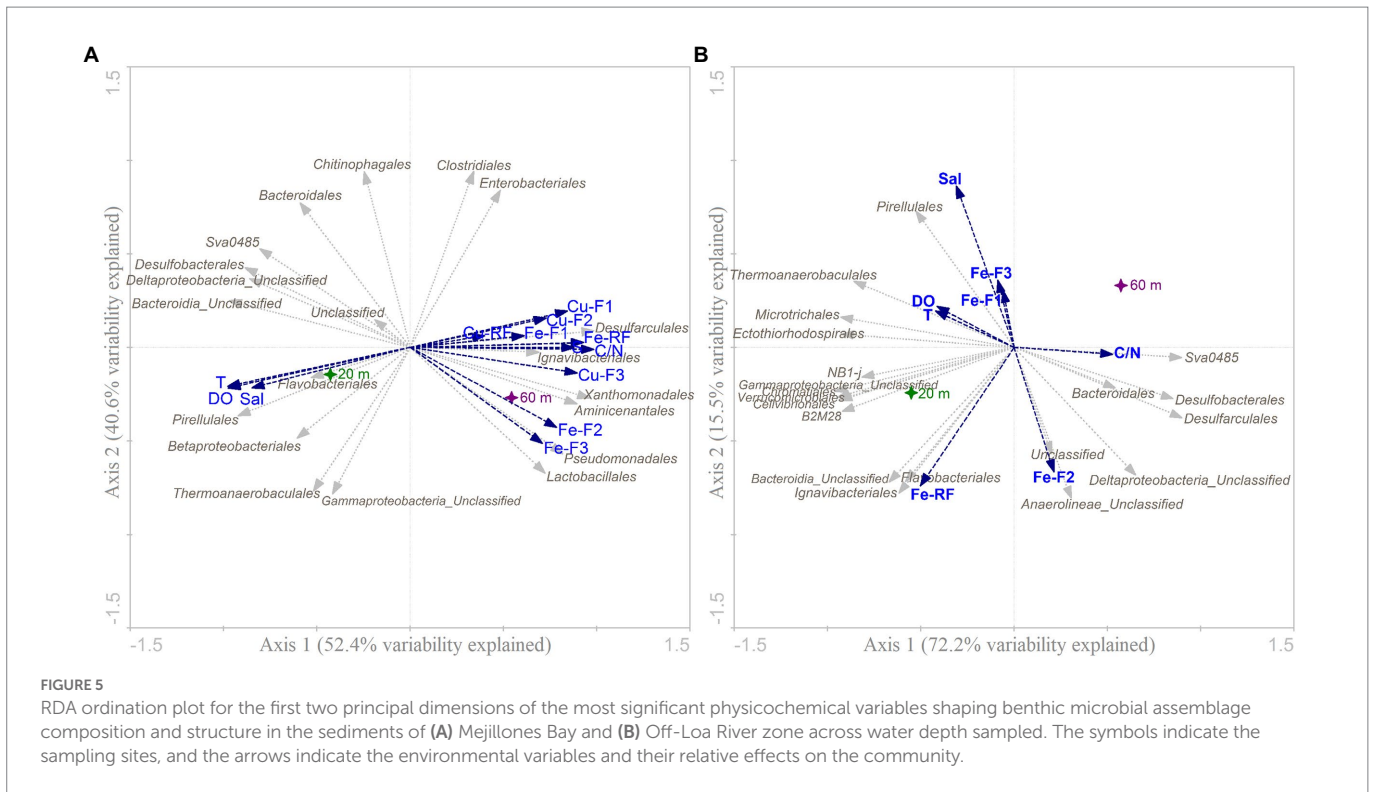 A
1.5
Axis 2 (40.6% variability explained)
-1.5
Chitinophagales
Clostridiales
Enterobacteriales
Bacteroidales
Sva0485
Desulfobacterales
Deltaproteobacteria_Unclassified
Bacteroidia_Unclassified
Unclassified
Cu-F1
Cu-F2
Desulfarculales
Cu-RF
Fe-F1
Fe-RF
C/N
Ignavibacteriales
Cu-F3
T
DO
Sal
Flavobacteriales
20 m
60 m
Xanthomonadales
Aminicenantales
Pirellulales
Fe-F2
Betaproteobacteriales
Fe-F3
Pseudomonadales
Lactobacillales
Thermoanaerobaculales
Gammaproteobacteria_Unclassified
-1.5
Axis 1 (52.4% variability explained)
1.5
B
1.5
Axis 2 (15.5% variability explained)
-1.5
Sal
Pirellulales
Thermoanaerobaculales
Fe-F3
DO
Fe-F1
T
60 m
Microtrichales
Ectothiorhodospirales
C/N
Sva0485
NB1-j
Gammaproteobacteria_Unclassified
Chromatiales
Verrucomicrobiales
Cellvibrionales
20 m
B2M28
Bacteroidales
Desulfobacterales
Desulfarculales
Unclassified
Bacteroidia_Unclassified
Flavobacteriales
Fe-F2
Deltaproteobacteria_Unclassified
Ignavibacteriales
Fe-RF
Anaerolineae_Unclassified
-1.5
Axis 1 (72.2% variability explained)
1.5
FIGURE 5
RDA ordination plot for the first two principal dimensions of the most significant physicochemical variables shaping benthic microbial assemblage
composition and structure in the sediments of (A) Mejillones Bay and (B) Off-Loa River zone across water depth sampled. The symbols indicate the
sampling sites, and the arrows indicate the environmental variables and their relative effects on the community.